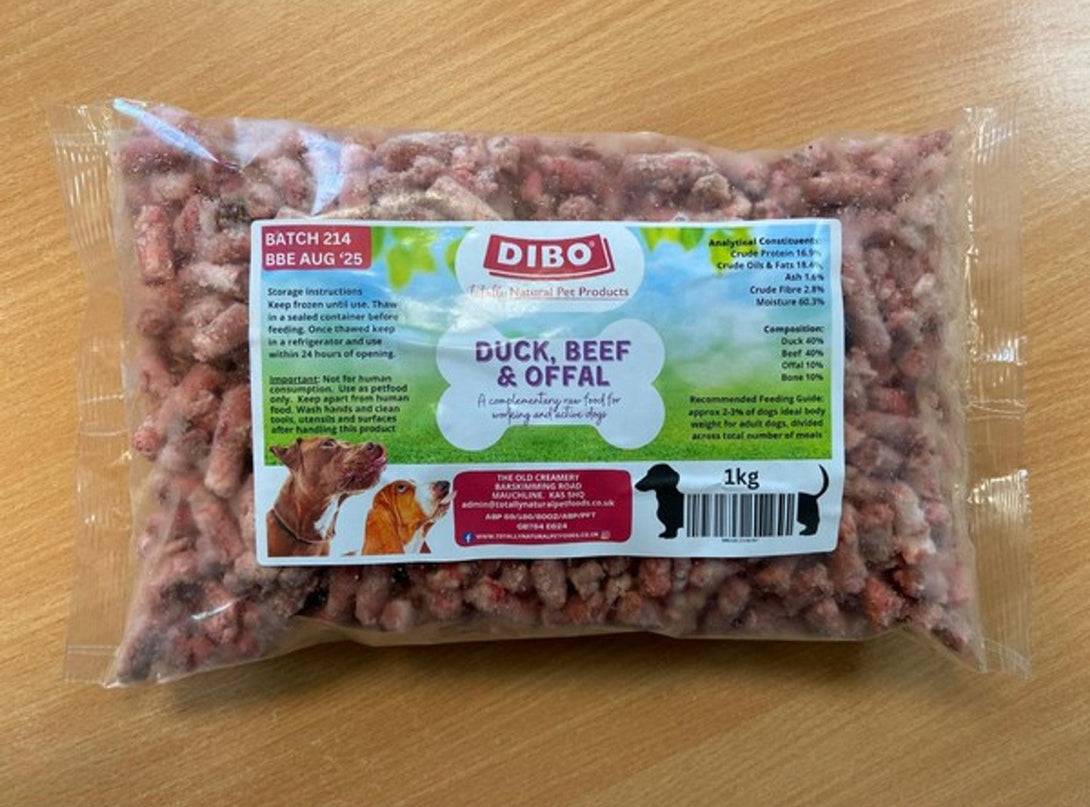 BATCH 214
BBE AUG '25
Storage instructions
Keep frozen until use. Thaw
in a sealed container before
feeding. Once thawed keep
in a refrigerator and use
within 24 hours of opening.
Important: Not for human
consumption. Use as petfood
only. Keep apart from human
food. Wash hands and clean
tools, utensils and surfaces
after handling this product
DIBO®
Totally Natural Pet Products
DUCK, BEEF
& OFFAL
A complementary raw food for
working and active dogs
THE OLD CREAMERY
BARSKIMMING ROAD
MAUCHLINE. KA5 5HQ
admin@totallynaturalpetfoods.co.uk
GB764 E624
WWW.TOTALLYNATURALPETFOODS.CO.UK
Analytical Constituents:
Crude Protein 16.9%
Crude Oils & Fats 18.4%
Ash 1.6%
Crude Fibre 2.8%
Moisture 60.3%
Composition:
Duck 40%
Beef 40%
Offal 10%
Bone 10%
Recommended Feeding Guide:
approx 2-3% of dogs ideal body
weight for adult dogs, divided
across total number of meals
1kg